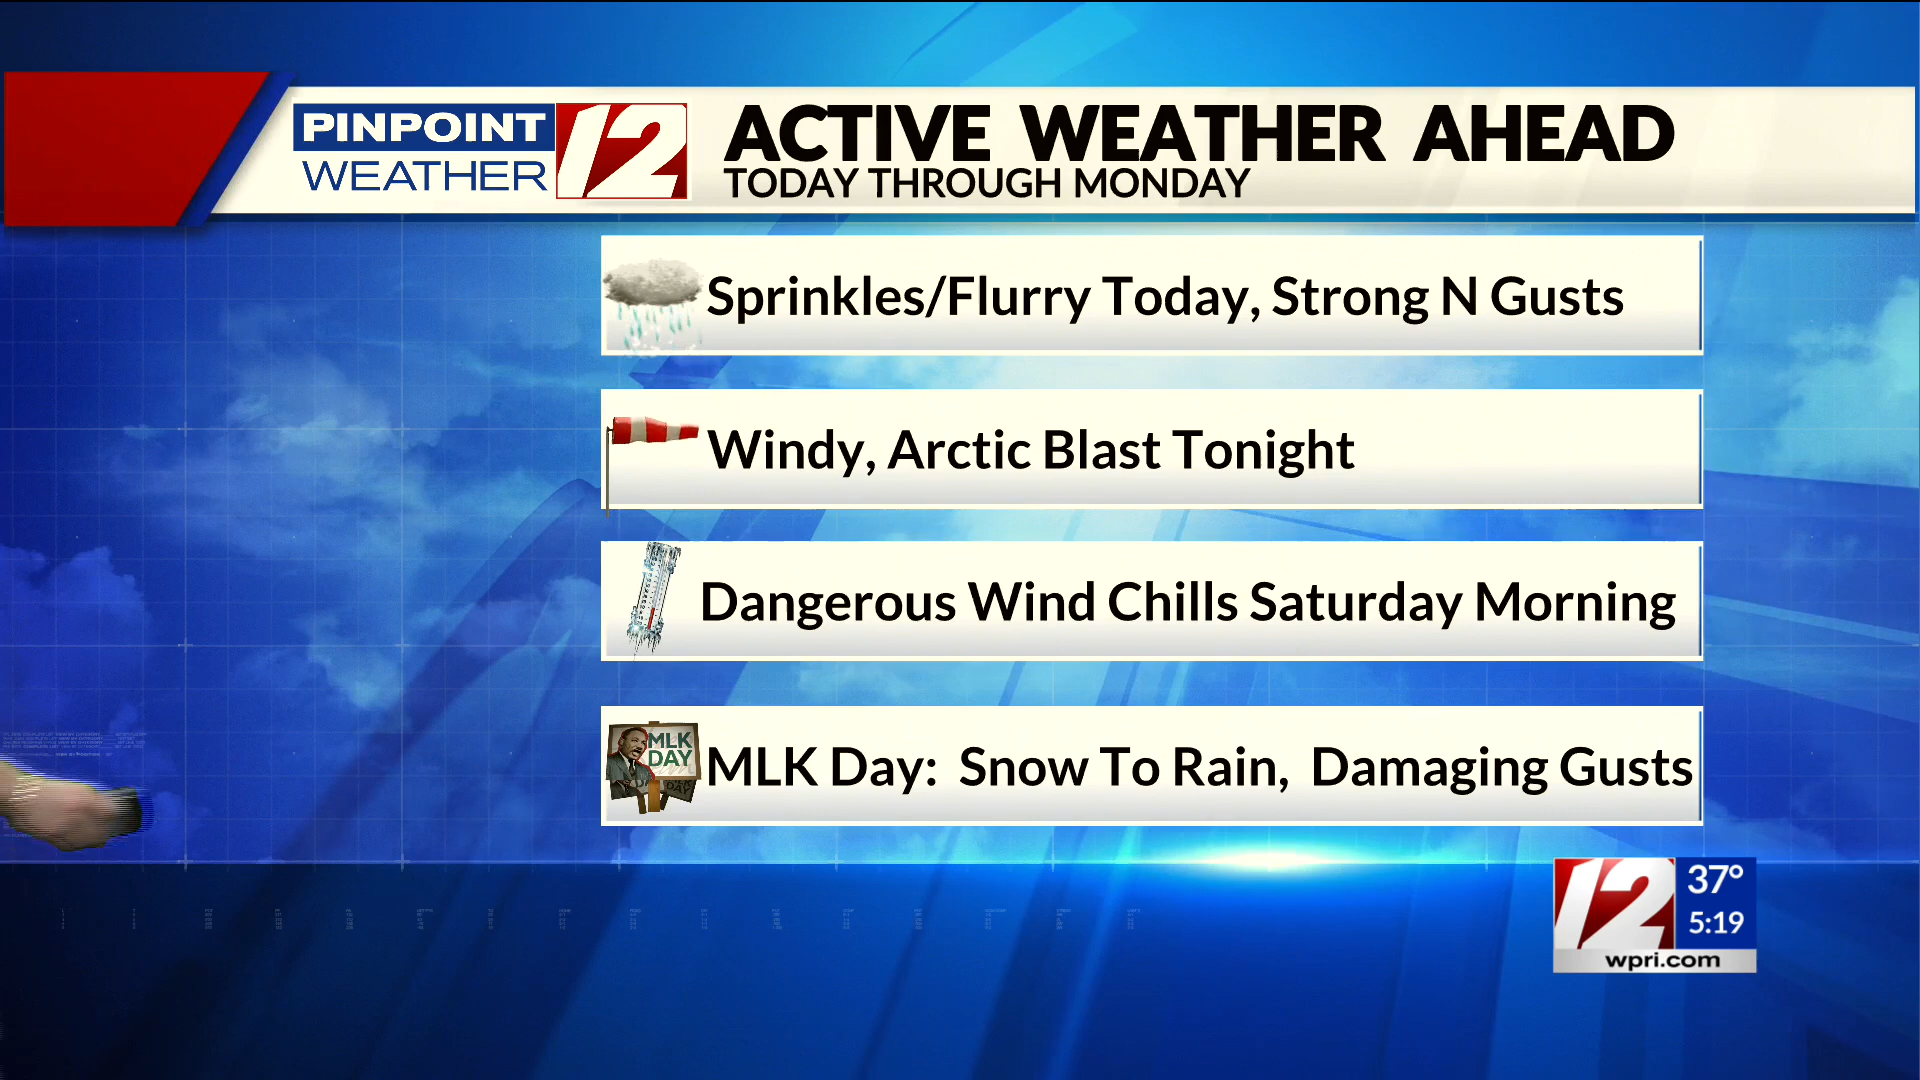 PINPOINT
WEATHER
12
ACTIVE WEATHER AHEAD
TODAY THROUGH MONDAY
Sprinkles/Flurry Today, Strong N Gusts
Windy, Arctic Blast Tonight
Dangerous Wind Chills Saturday Morning
MLK
DAY
MLK Day: Snow To Rain, Damaging Gusts
12
37°
5:19
wpri.com